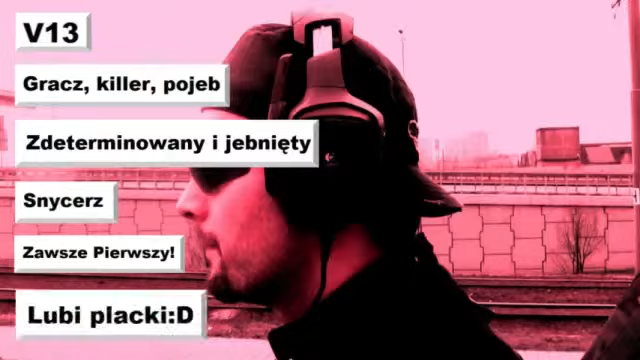 V13
Gracz, killer, pojeb
Zdeterminowany i jebnięty
Snycerz
Zawsze Pierwszy!
Lubi placki:D